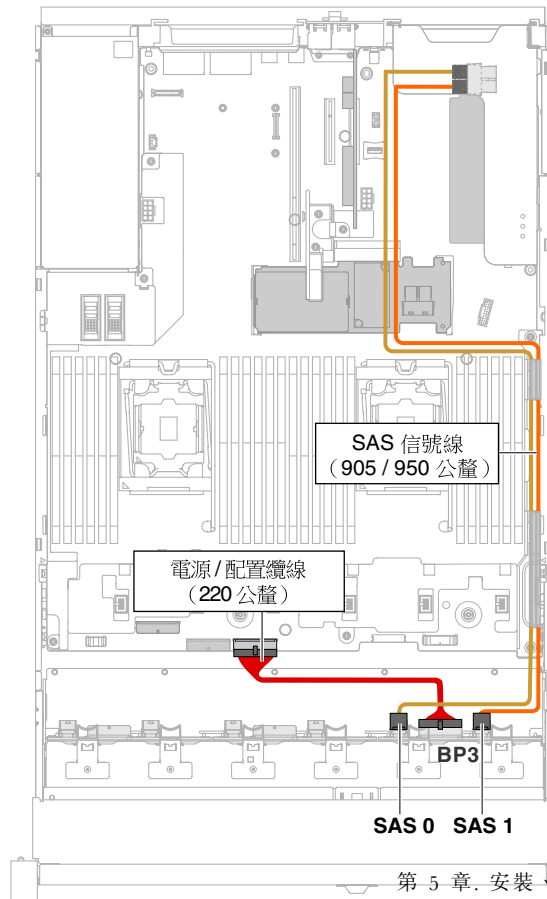 SAS 信號線
（905 / 950 公釐）
電源 / 配置纜線
（220 公釐）
BP3
SAS 0 SAS 1
第 5 章. 安裝、